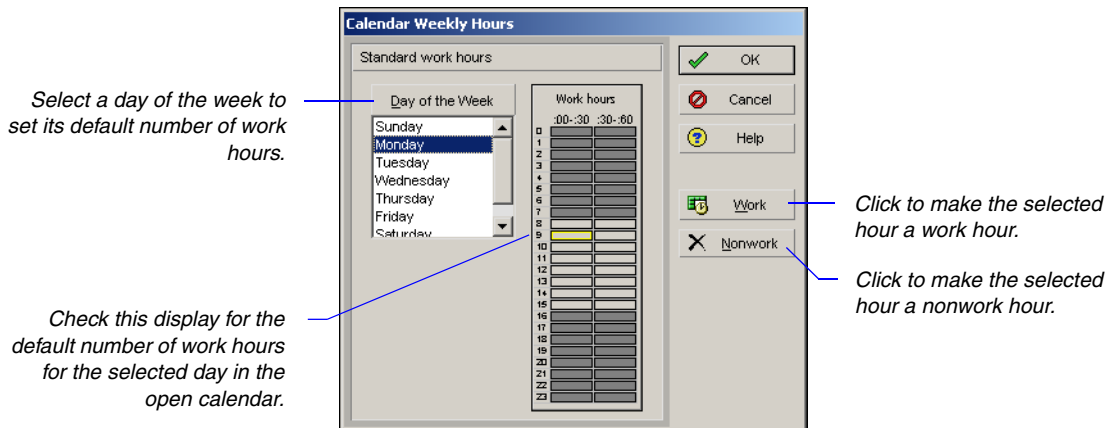 Calendar Weekly Hours
Standard work hours
OK
Cancel
Help
Work
Nonwork
Day of the Week
Sunday
Monday
Tuesday
Wednesday
Thursday
Friday
Saturday
Work hours
:00-:30 :30-:60
0
1
2
3
4
5
6
7
8
9
10
11
12
13
14
15
16
17
18
19
20
21
22
23
Select a day of the week to
set its default number of work
hours.
Check this display for the
default number of work hours
for the selected day in the
open calendar.
Click to make the selected
hour a work hour.
Click to make the selected
hour a nonwork hour.